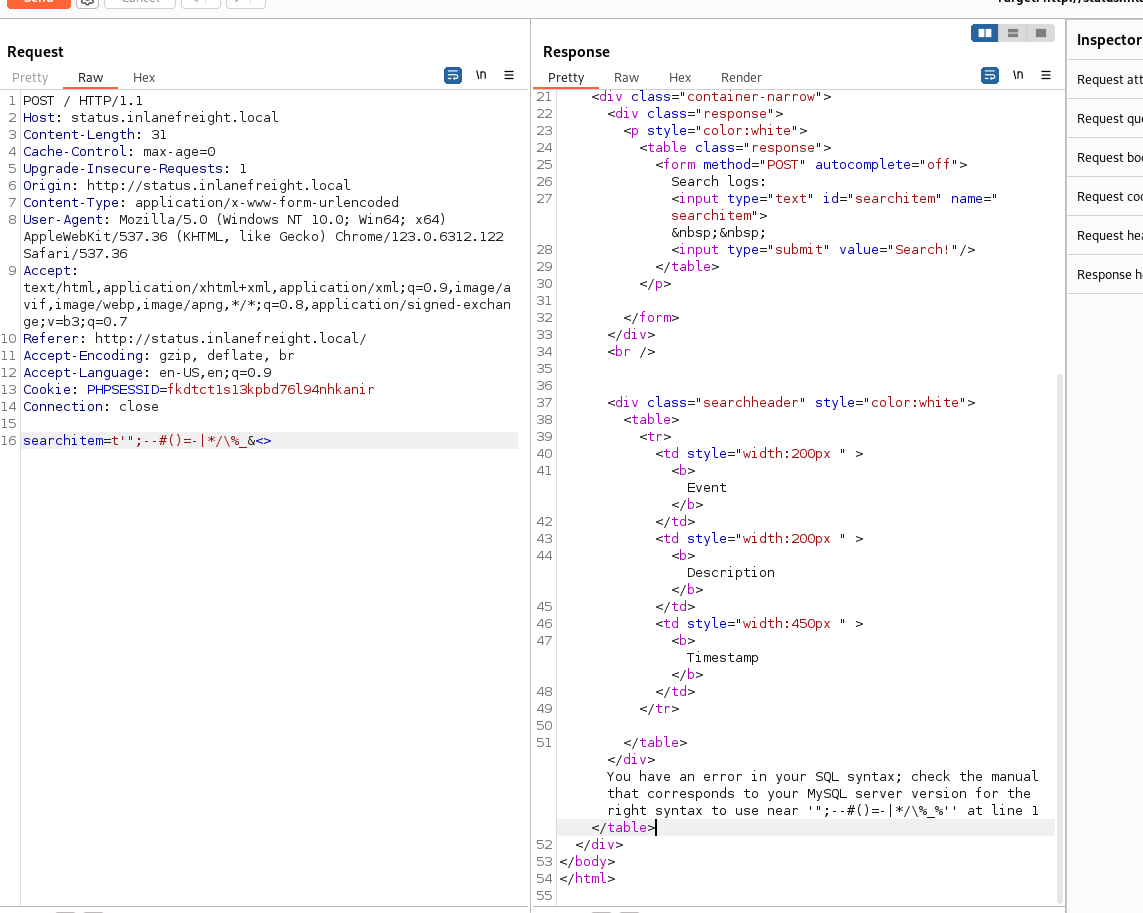 Send
Cancel
Request
Response
Inspector
Pretty Raw Hex
\n
Pretty Raw Hex Render
\n
1 POST / HTTP/1.1
2 Host: status.inlanefreight.local
3 Content-Length: 31
4 Cache-Control: max-age=0
5 Upgrade-Insecure-Requests: 1
6 Origin: http://status.inlanefreight.local
7 Content-Type: application/x-www-form-urlencoded
8 User-Agent: Mozilla/5.0 (Windows NT 10.0; Win64; x64)
AppleWebKit/537.36 (KHTML, like Gecko) Chrome/123.0.6312.122
Safari/537.36
9 Accept:
text/html,application/xhtml+xml,application/xml;q=0.9,image/a
vif,image/webp,image/apng,*/*;q=0.8,application/signed-exchan
ge;v=b3;q=0.7
10 Referer: http://status.inlanefreight.local/
11 Accept-Encoding: gzip, deflate, br
12 Accept-Language: en-US,en;q=0.9
13 Cookie: PHPSESSID=fkdtct1s13kpbd76l94nhkanir
14 Connection: close
15
16 searchitem=t'";--#()=-|*/\%_&<>
21 <div class="container-narrow">
22 <div class="response">
23 <p style="color:white">
24 <table class="response">
25 <form method="POST" autocomplete="off">
26 Search logs:
27 <input type="text" id="searchitem" name="
searchitem">
&nbsp;&nbsp;
28 <input type="submit" value="Search!"/>
29 </table>
30 </p>
31
32 </form>
33 </div>
34 <br />
35
36
37 <div class="searchheader" style="color:white">
38 <table>
39 <tr>
40 <td style="width:200px " >
41 <b>
Event
</b>
42 </td>
43 <td style="width:200px " >
44 <b>
Description
</b>
45 </td>
46 <td style="width:450px " >
47 <b>
Timestamp
</b>
48 </td>
49 </tr>
50
51 </table>
</div>
You have an error in your SQL syntax; check the manual
that corresponds to your MySQL server version for the
right syntax to use near '";--#()=-|*/\%_%'' at line 1
</table>
52 </div>
53 </body>
54 </html>
55
Request att
Request que
Request bo
Request coo
Request hea
Response h